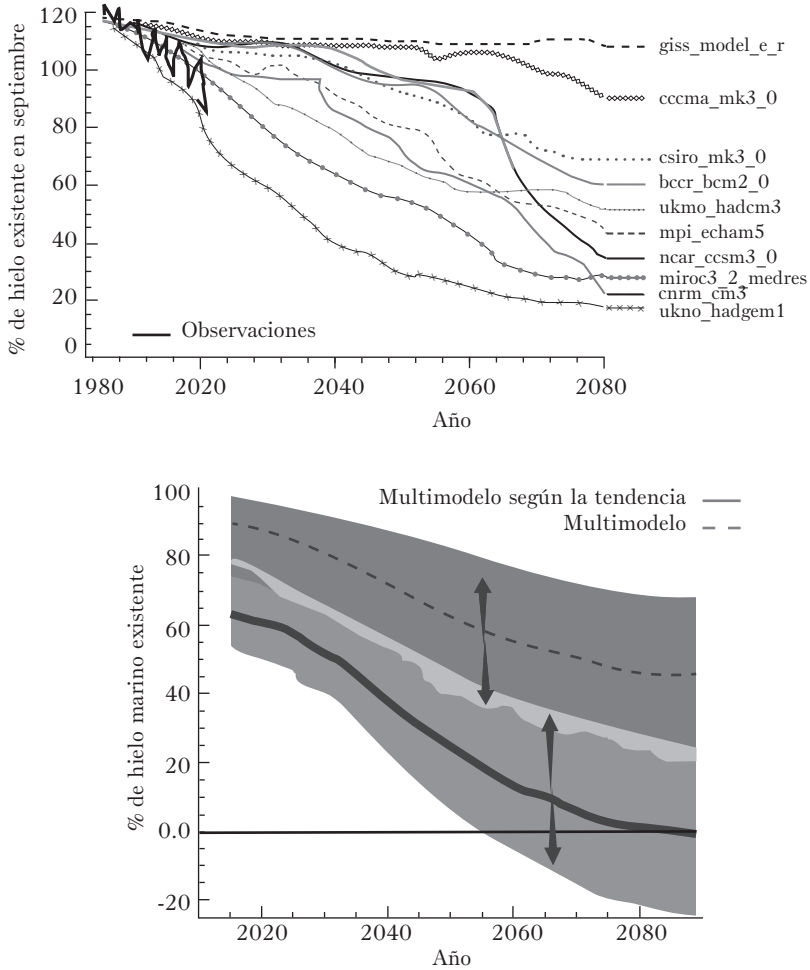 % de hielo existente en septiembre
120
100
80
60
40
20
0
1980
2020
2040
2060
2080
Año
Observaciones
giss_model_e_r
cccma_mk3_0
csiro_mk3_0
bccr_bcm2_0
ukmo_hadcm3
mpi_echam5
ncar_ccsm3_0
miroc3_2_medres
cnrm_cm3
ukno_hadgem1
% de hielo marino existente
100
80
60
40
20
0.0
-20
2020
2040
2060
2080
Año
Multimodelo según la tendencia
Multimodelo